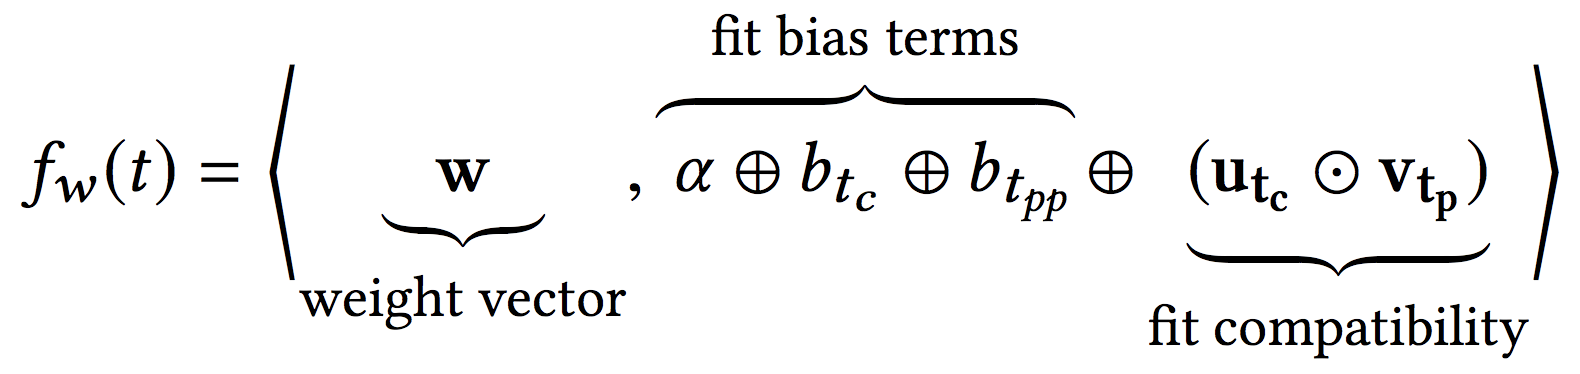 fit bias terms
f_w(t) = ⟨ w , α ⊕ b_{t_c} ⊕ b_{t_{pp}} ⊕ (u_{t_c} ⊙ v_{t_p}) ⟩
weight vector
fit compatibility